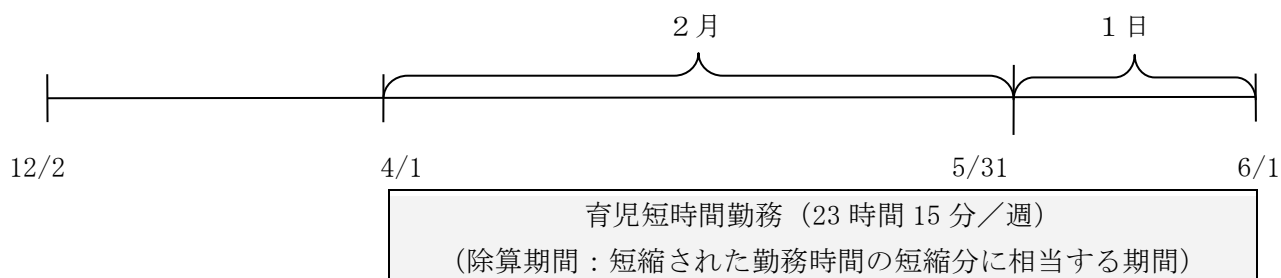 ２月 １日
12/2 4/1 5/31 6/1
育児短時間勤務（23 時間 15 分／週）
（除算期間：短縮された勤務時間の短縮分に相当する期間）